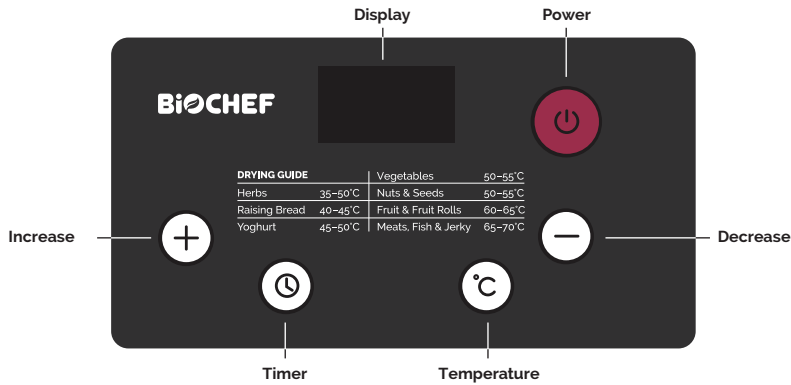 Display
Power
BiOCHEF
DRYING GUIDE
Herbs 35–50°C
Raising Bread 40–45°C
Yoghurt 45–50°C
Vegetables 50–55°C
Nuts & Seeds 50–55°C
Fruit & Fruit Rolls 60–65°C
Meats, Fish & Jerky 65–70°C
Increase
Decrease
°C
Timer
Temperature